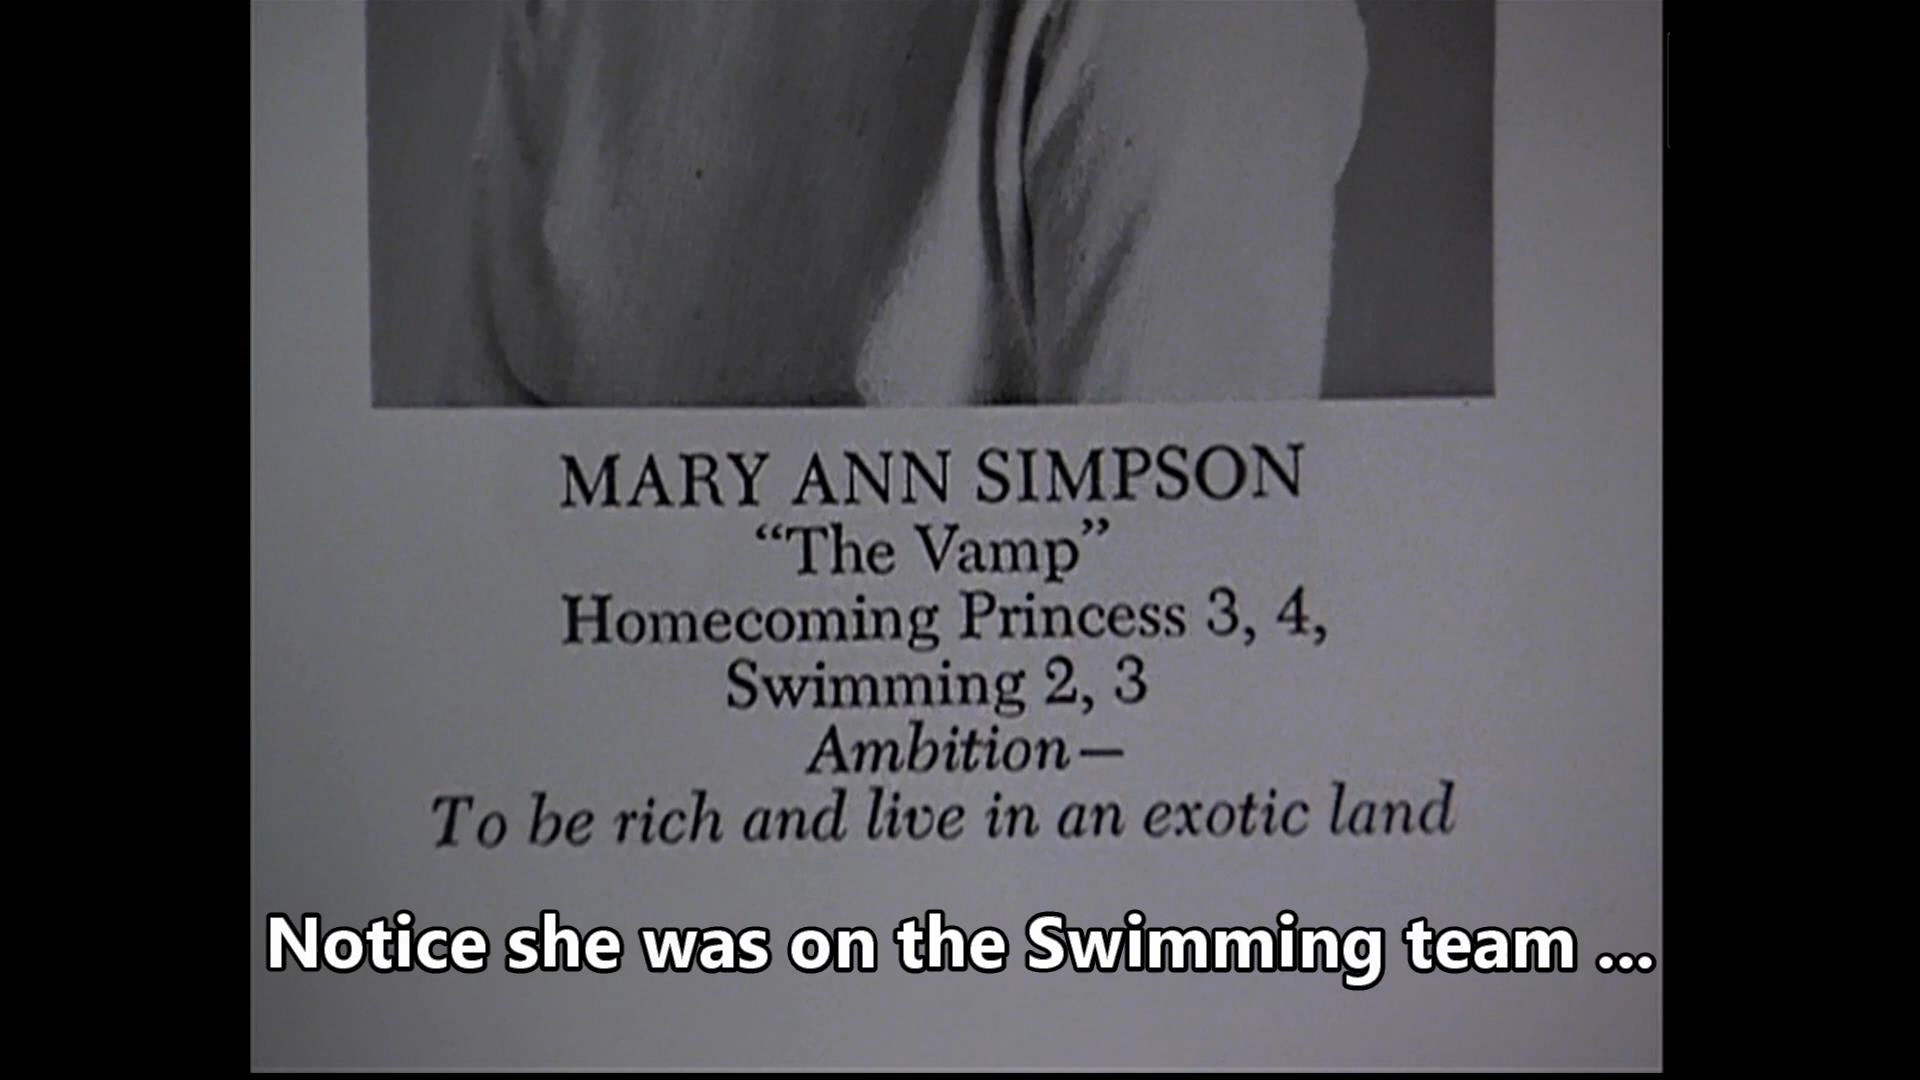 MARY ANN SIMPSON
“The Vamp”
Homecoming Princess 3, 4,
Swimming 2, 3
Ambition—
To be rich and live in an exotic land
Notice she was on the Swimming team ...